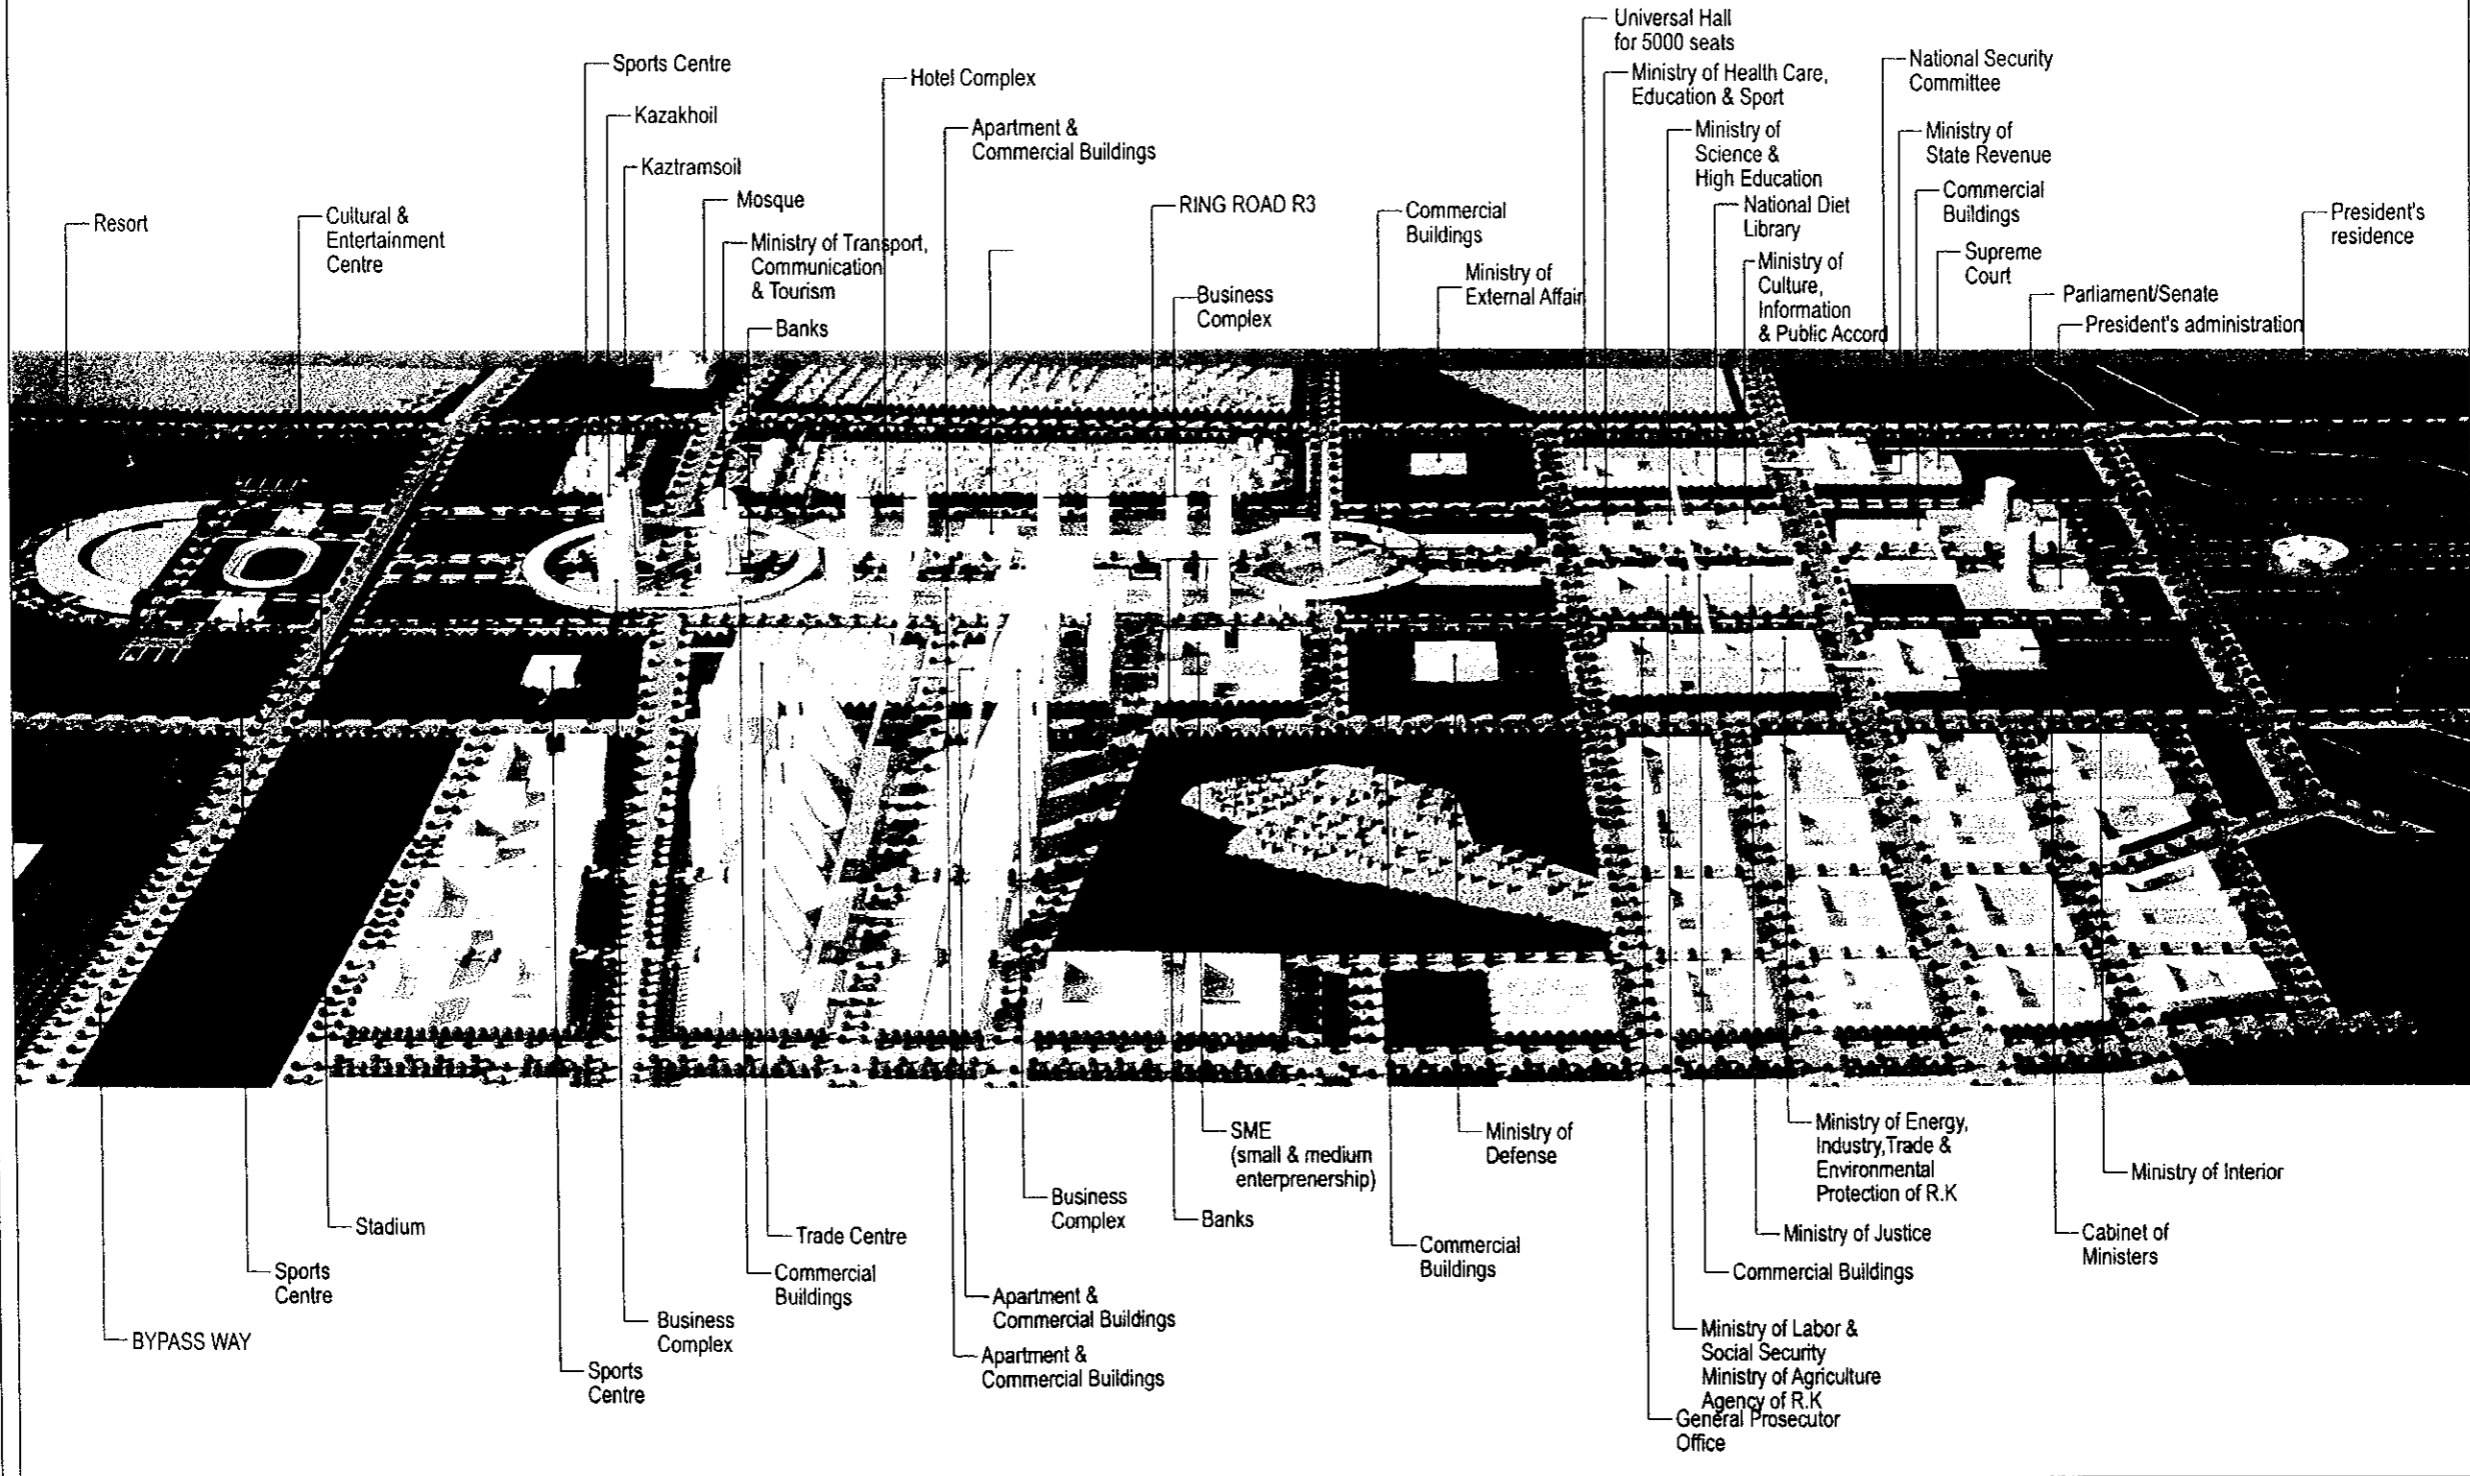 Universal Hall
for 5000 seats
Sports Centre
Hotel Complex
Ministry of Health Care,
Education & Sport
National Security
Committee
Kazakhoil
Apartment &
Commercial Buildings
Ministry of
Science &
High Education
Ministry of
State Revenue
Kaztramsoil
Mosque
RING ROAD R3
Commercial
Buildings
National Diet
Library
Commercial
Buildings
President's
residence
Resort
Cultural &
Entertainment
Centre
Ministry of Transport,
Communication
& Tourism
Ministry of
External Affair
Ministry of
Culture,
Information
& Public Accord
Supreme
Court
Business
Complex
Parliament/Senate
President's administration
Banks
SME
(small & medium
enterprenership)
Ministry of
Defense
Ministry of Energy,
Industry,Trade &
Environmental
Protection of R.K
Ministry of Interior
Business
Complex
Banks
Stadium
Trade Centre
Commercial
Buildings
Ministry of Justice
Cabinet of
Ministers
Sports
Centre
Commercial
Buildings
Commercial Buildings
Apartment &
Commercial Buildings
BYPASS WAY
Business
Complex
Apartment &
Commercial Buildings
Ministry of Labor &
Social Security
Ministry of Agriculture
Agency of R.K
Sports
Centre
General Prosecutor
Office